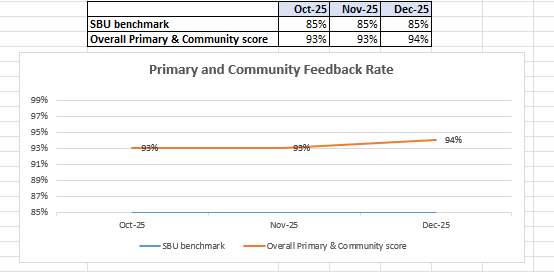 Oct-25 Nov-25 Dec-25
SBU benchmark 85% 85% 85%
Overall Primary & Community score 93% 93% 94%
Primary and Community Feedback Rate
99%
97%
95%
93%
91%
89%
87%
85%
93% 93% 94%
Oct-25 Nov-25 Dec-25
SBU benchmark Overall Primary & Community score